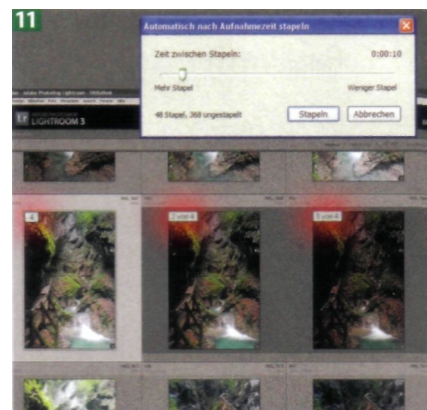 11
Automatisch nach Aufnahmezeit stapeln
Zeit zwischen Stapeln: 0:00:10
Mehr Stapel Weniger Stapel
48 Stapel, 368 ungestapelt Stapeln Abbrechen
Lr LIGHTROOM 3
4 2 von 4 3 von 4